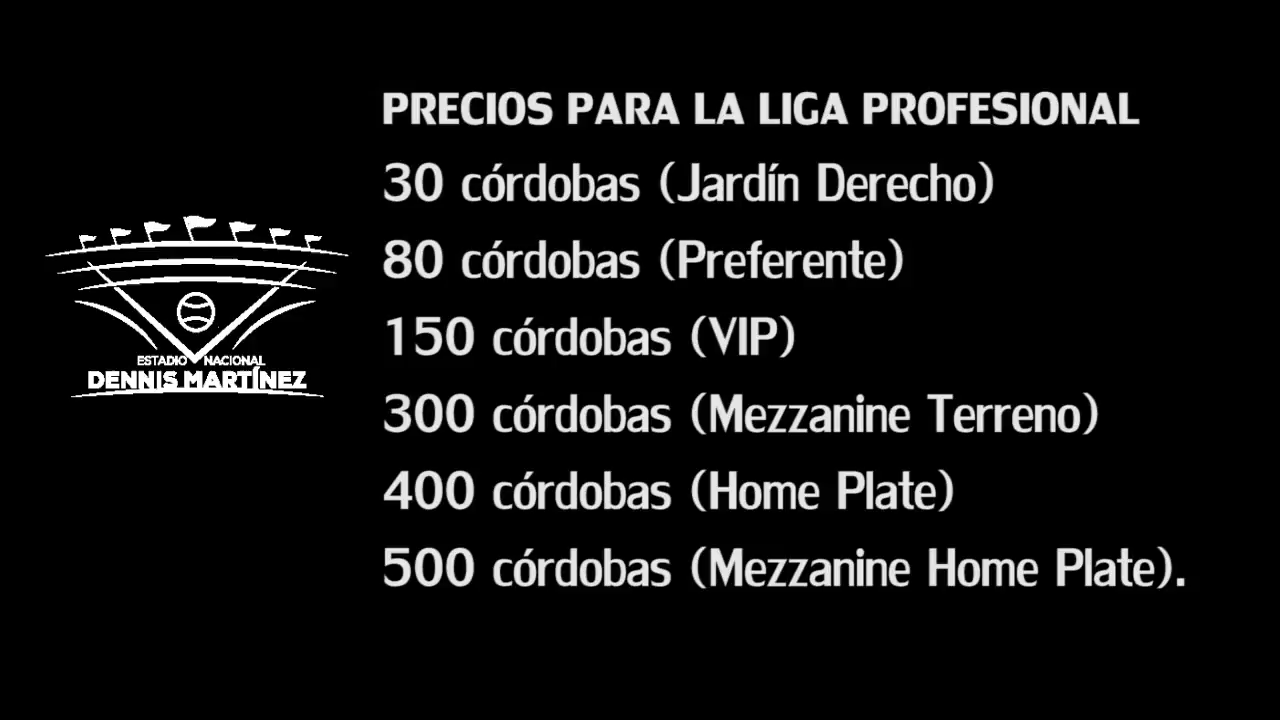 PRECIOS PARA LA LIGA PROFESIONAL
30 córdobas (Jardín Derecho)
80 córdobas (Preferente)
150 córdobas (VIP)
300 córdobas (Mezzanine Terreno)
400 córdobas (Home Plate)
500 córdobas (Mezzanine Home Plate).
ESTADIO NACIONAL
DENNIS MARTÍNEZ